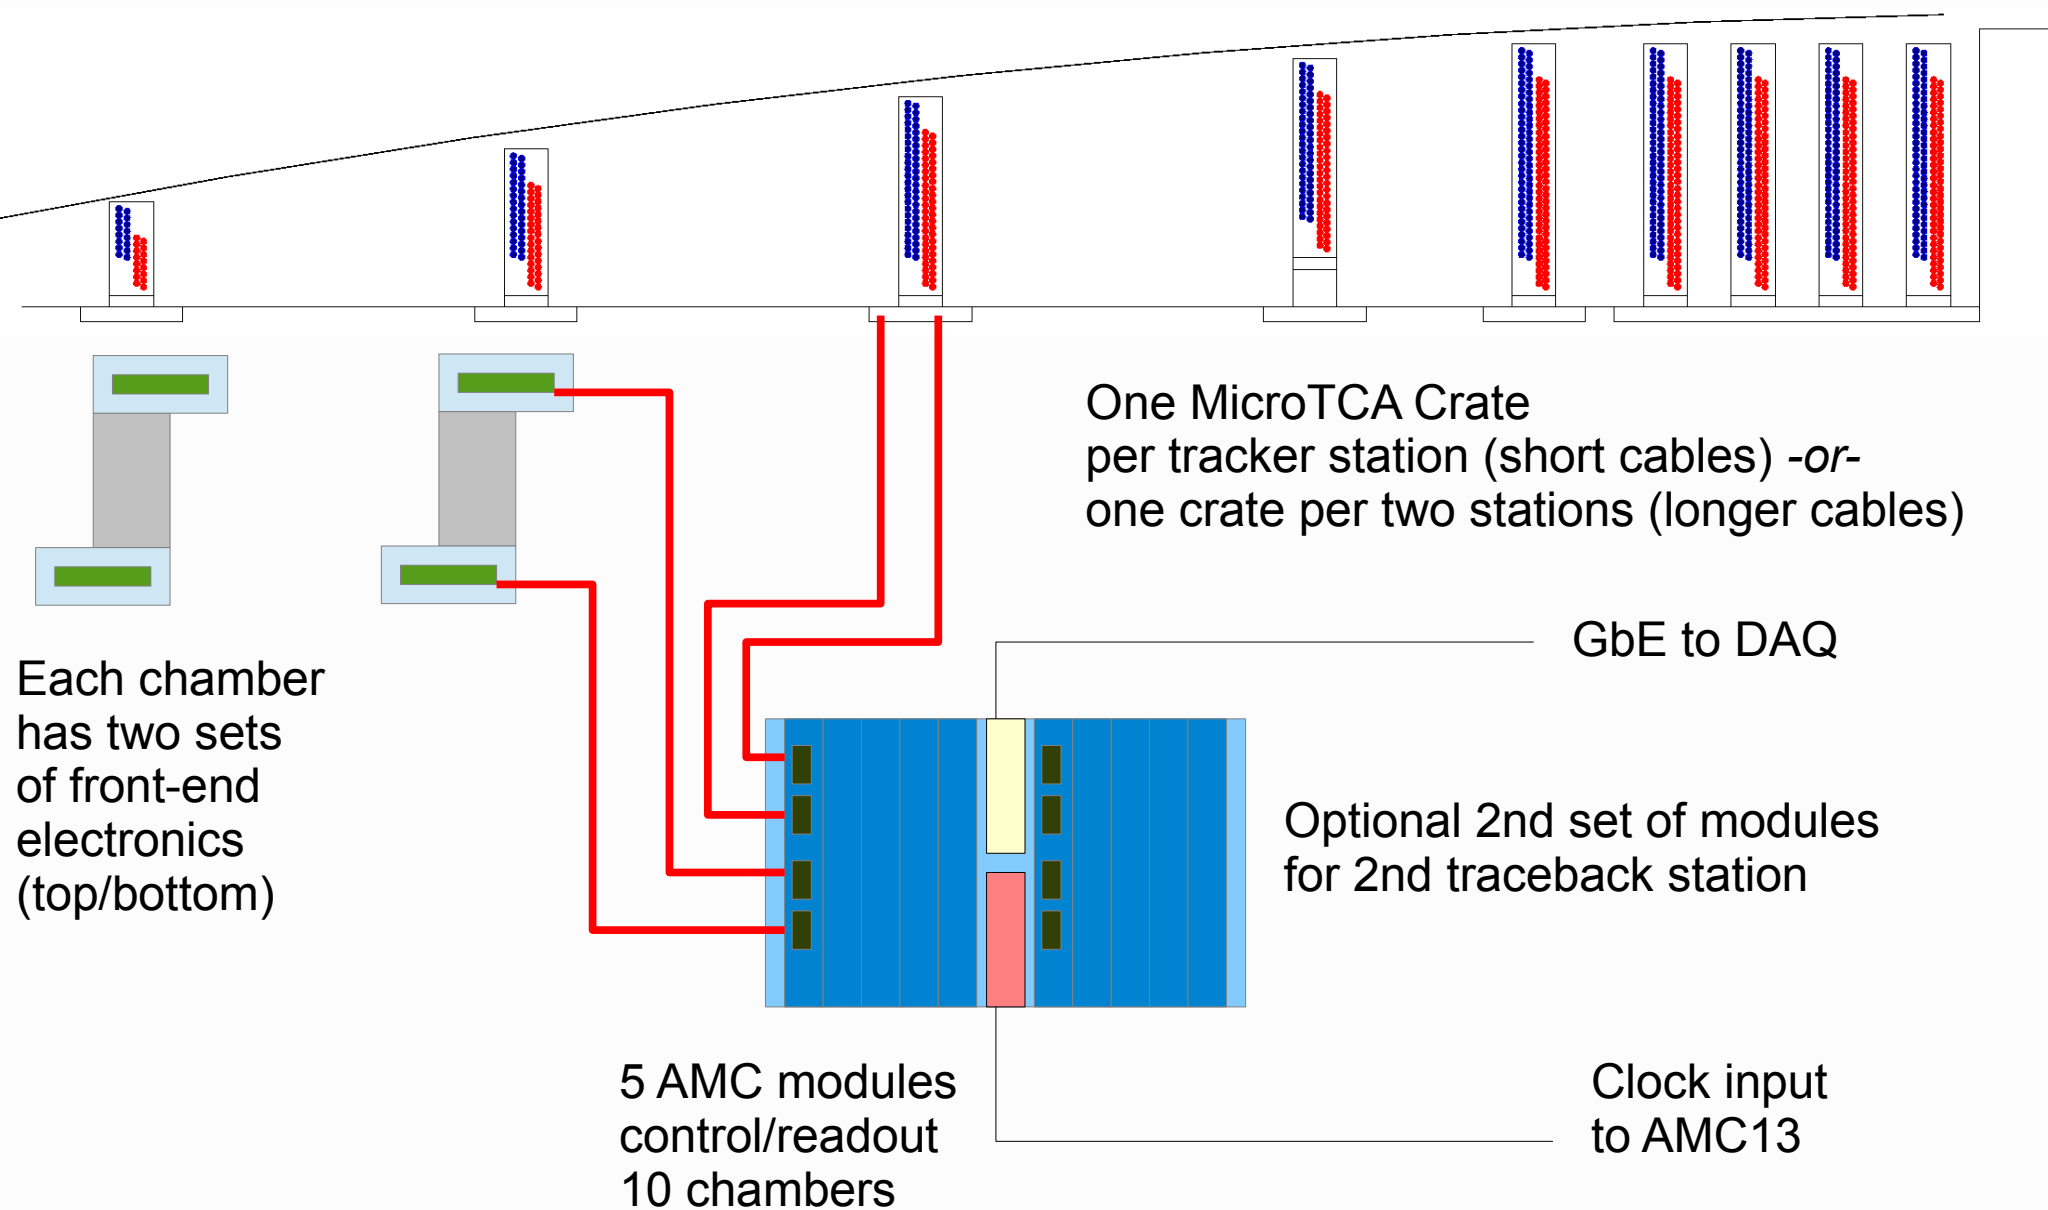 One MicroTCA Crate
per tracker station (short cables) -or-
one crate per two stations (longer cables)
GbE to DAQ
Each chamber
has two sets
of front-end
electronics
(top/bottom)
Optional 2nd set of modules
for 2nd traceback station
5 AMC modules
control/readout
10 chambers
Clock input
to AMC13